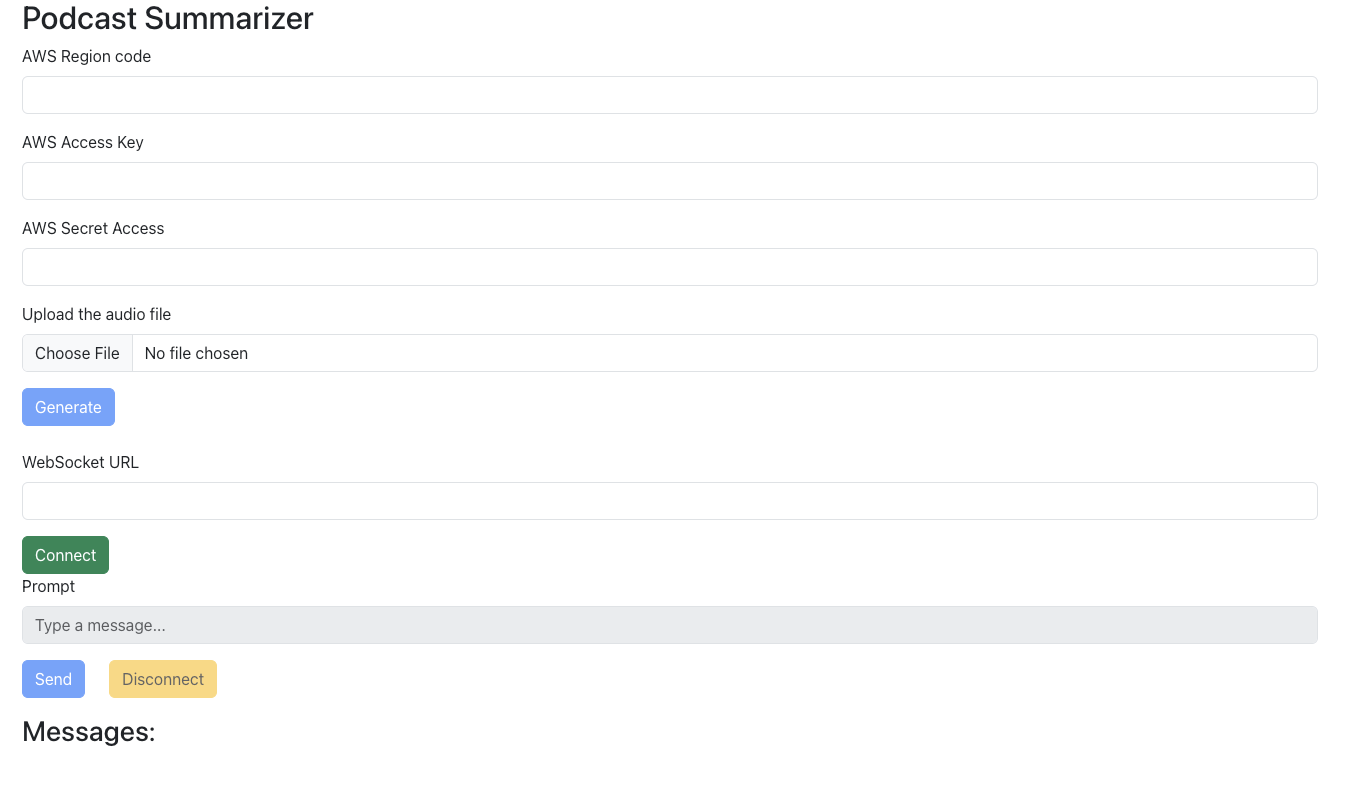 Podcast Summarizer
AWS Region code
AWS Access Key
AWS Secret Access
Upload the audio file
Choose File No file chosen
Generate
WebSocket URL
Connect
Prompt
Type a message...
Send Disconnect
Messages: